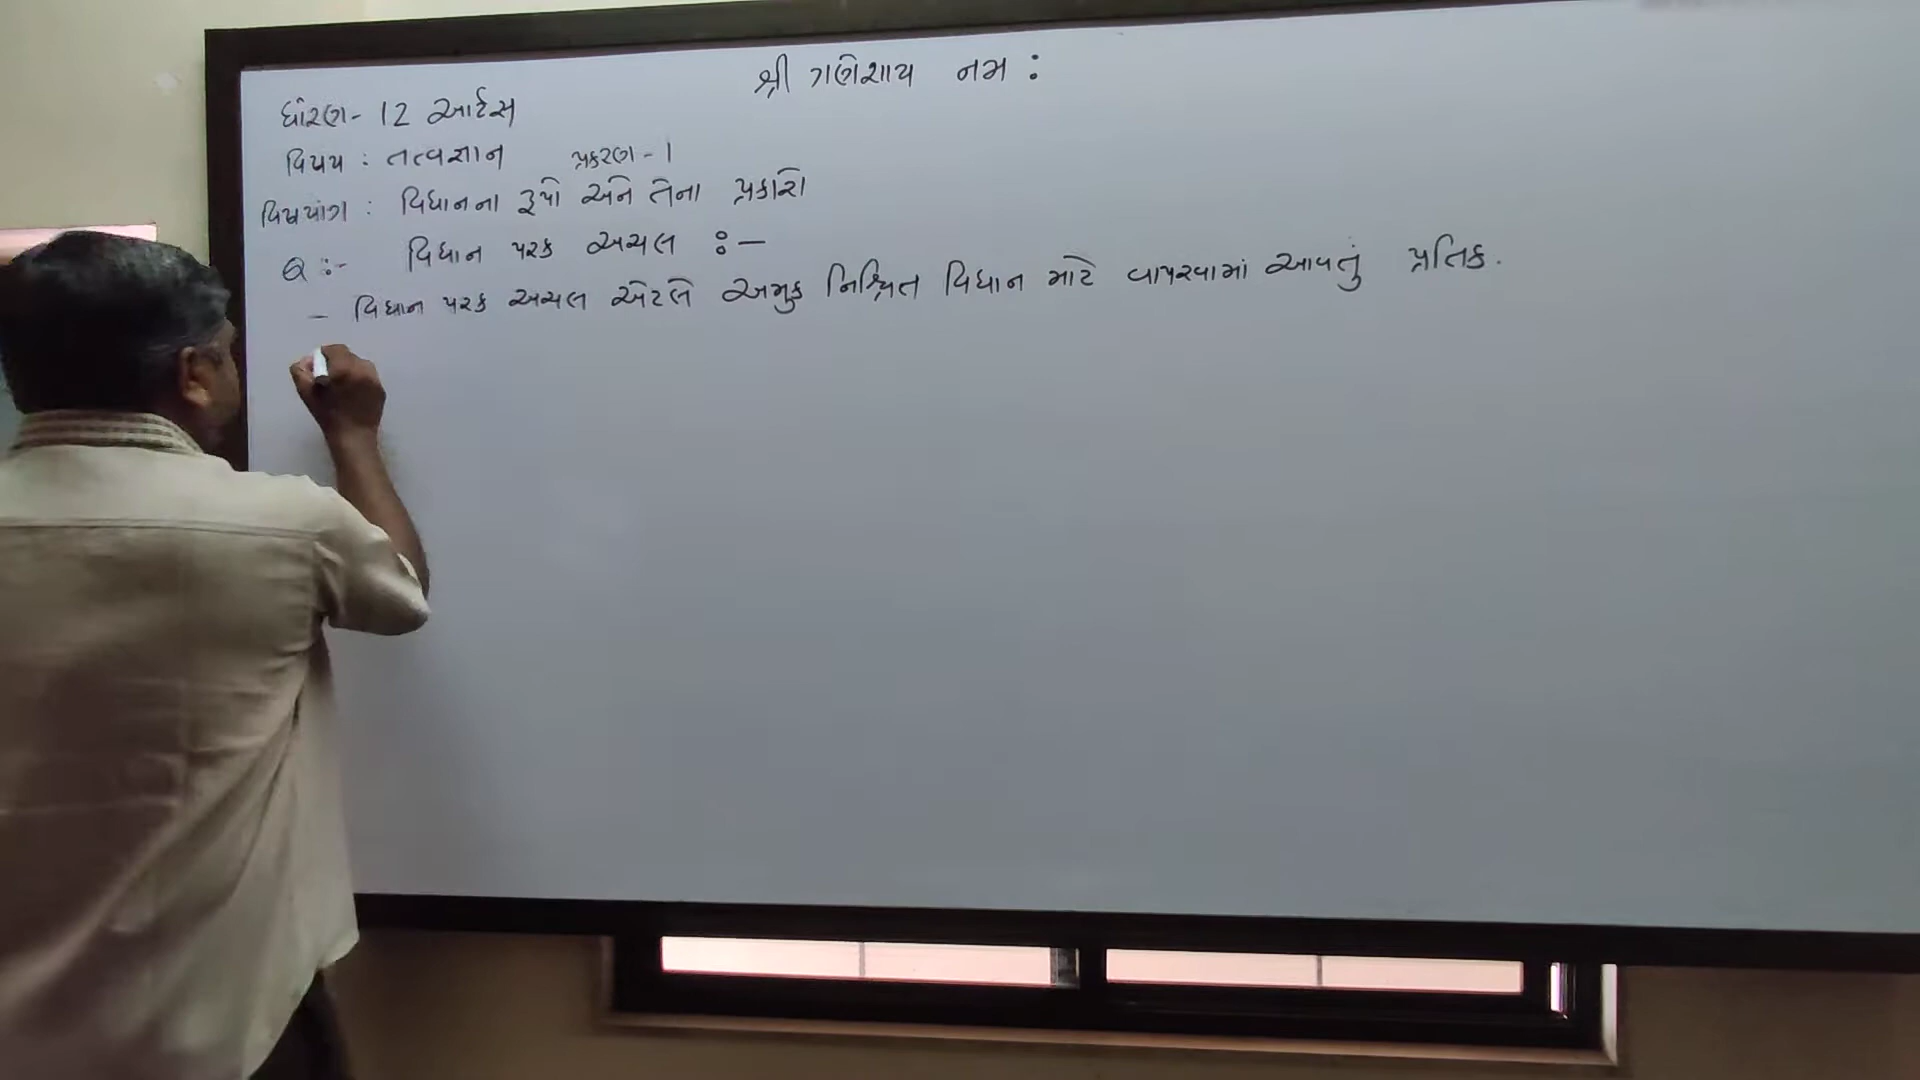 શ્રી ગણેશાય નમ :
ધોરણ - 12 આર્ટસ
વિષય : તત્વજ્ઞાન પ્રકરણ - 1
વિષયાંગ : વિધાનના રૂપો અને તેના પ્રકારો
Q :- વિધાન પરક અચલ :-
- વિધાન પરક અચલ એટલે અમુક નિશ્ચિત વિધાન માટે વાપરવામાં આવતું પ્રતિક.